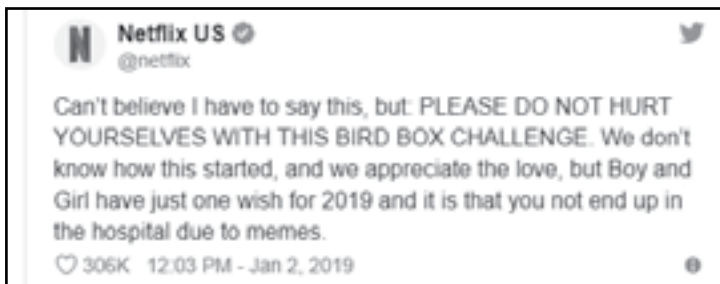 N Netflix US
@netflix
Can't believe I have to say this, but: PLEASE DO NOT HURT
YOURSELVES WITH THIS BIRD BOX CHALLENGE. We don't
know how this started, and we appreciate the love, but Boy and
Girl have just one wish for 2019 and it is that you not end up in
the hospital due to memes.
306K 12:03 PM - Jan 2, 2019